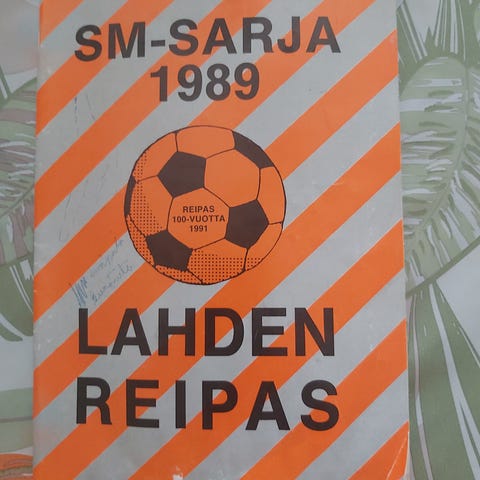 SM-SARJA
1989
REIPAS
100-VUOTTA
1991
LAHDEN
REIPAS